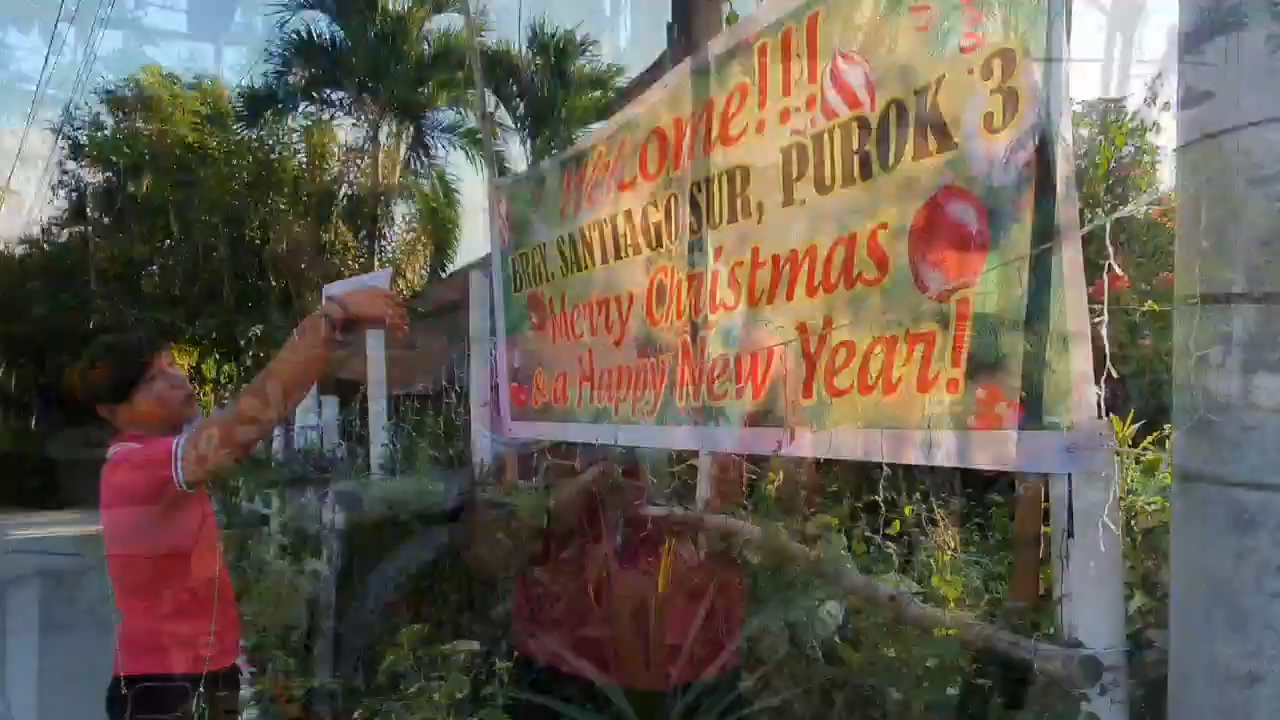 Welcome!!!
BRGY. SANTIAGO SUR, PUROK 3
Merry Christmas
& a Happy New Year!